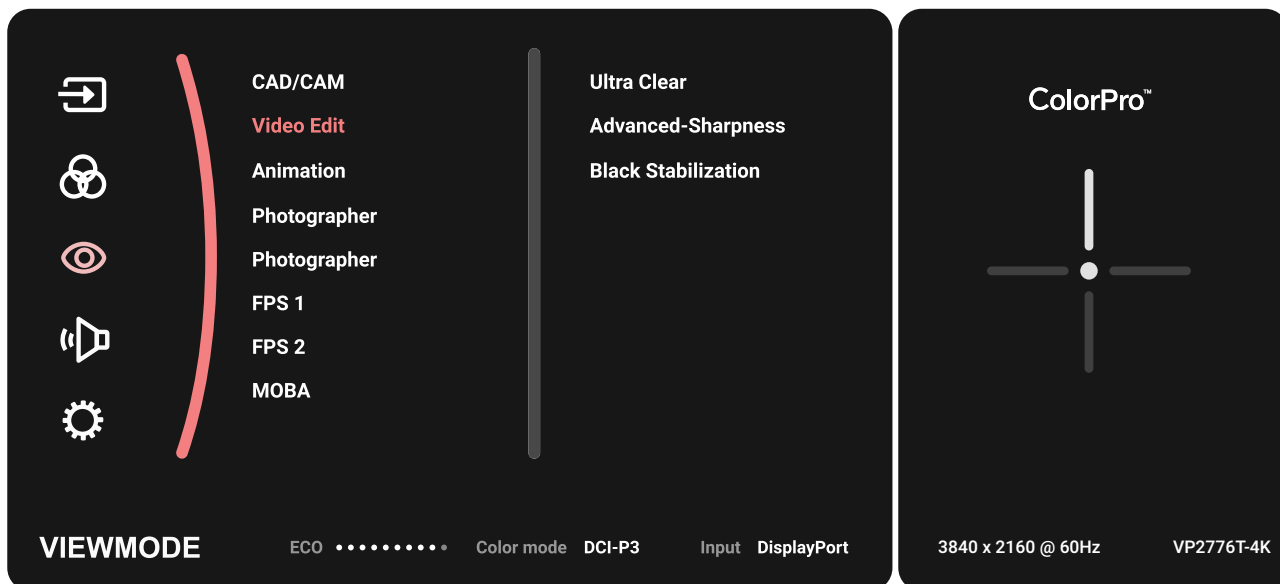 CAD/CAM
Video Edit
Animation
Photographer
Photographer
FPS 1
FPS 2
MOBA
Ultra Clear
Advanced-Sharpness
Black Stabilization
VIEWMODE
ECO
Color mode DCI-P3
Input DisplayPort
ColorPro™
3840 x 2160 @ 60Hz
VP2776T-4K